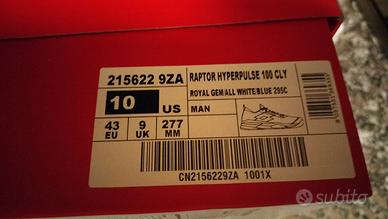 215622 9ZA
RAPTOR HYPERPULSE 100 CLY
ROYAL GEM/ALL WHITE/BLUE 295C
10 US
MAN
43 EU
9 UK
277 MM
CN2156229ZA 1001X
subito